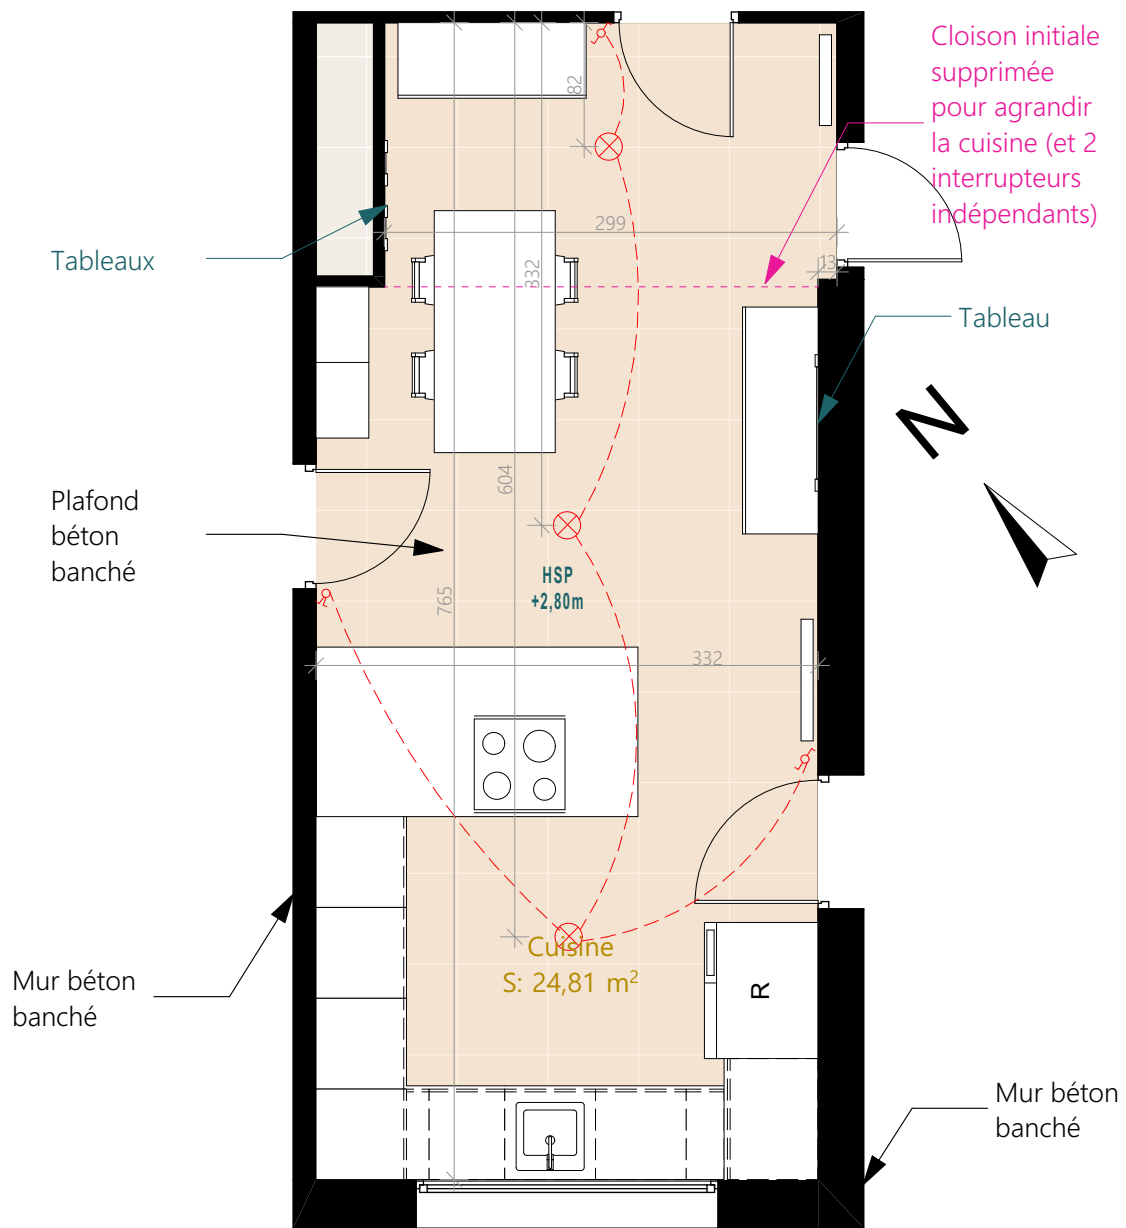 Cloison initiale
supprimée
pour agrandir
la cuisine (et 2
interrupteurs
indépendants)
82
299
13
332
Tableaux
Tableau
N
604
Plafond
béton
banché
HSP
+2,80m
765
332
Cuisine
S: 24,81 m²
R
Mur béton
banché
Mur béton
banché